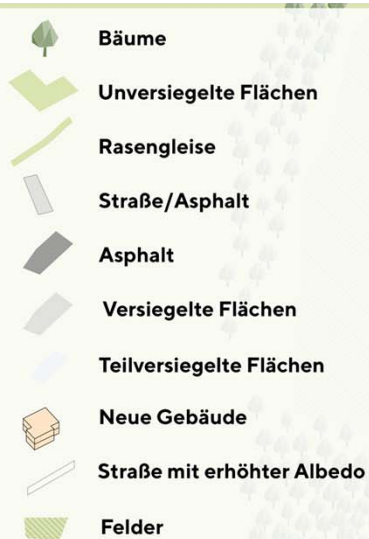 Bäume
Unversiegelte Flächen
Rasengleise
Straße/Asphalt
Asphalt
Versiegelte Flächen
Teilversiegelte Flächen
Neue Gebäude
Straße mit erhöhter Albedo
Felder